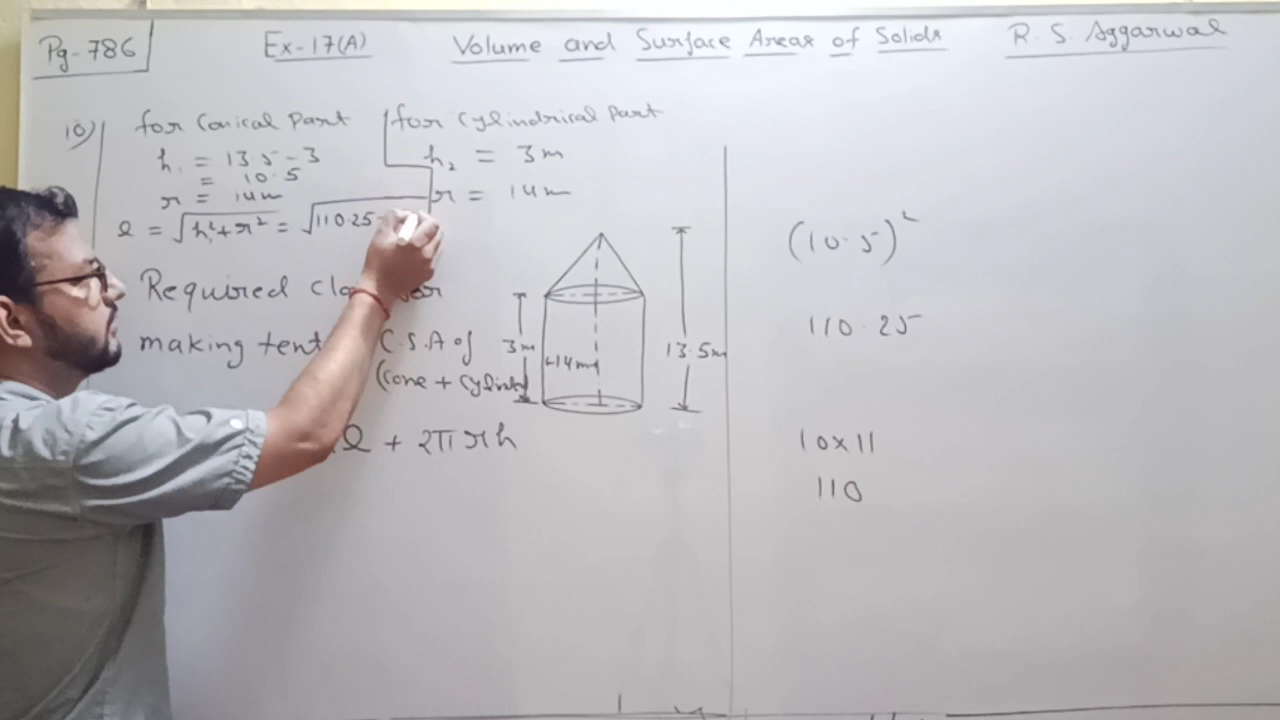 Pg-786
Ex-17(A)
Volume and Surface Areas of Solids
R. S. Aggarwal
10)
for Conical Part
h₁ = 13.5-3
= 10.5
r = 14m
l = √h₁²+r² = √110.25
for Cylindrical Part
h₂ = 3m
r = 14m
Required
making tent
C.S.A of
(Cone + Cylinder)
l + 2πrh
3m
14m
13.5m
(10.5)²
110.25
10x11
110